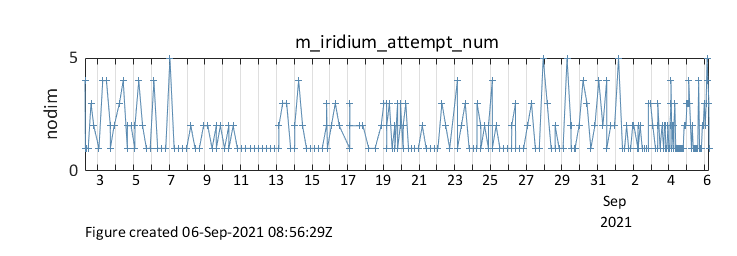 m_iridium_attempt_num
5
nodim
0
3 5 7 9 11 13 15 17 19 21 23 25 27 29 31 2 4 6
Sep
2021
Figure created 06-Sep-2021 08:56:29Z